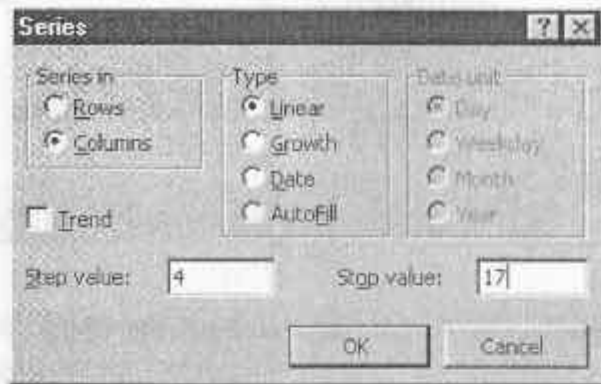 Series
Series in
Rows
Columns
Trend
Type
Linear
Growth
Date
AutoFill
Date unit
Day
Weekday
Month
Year
Step value: 4
Stop value: 17
OK
Cancel